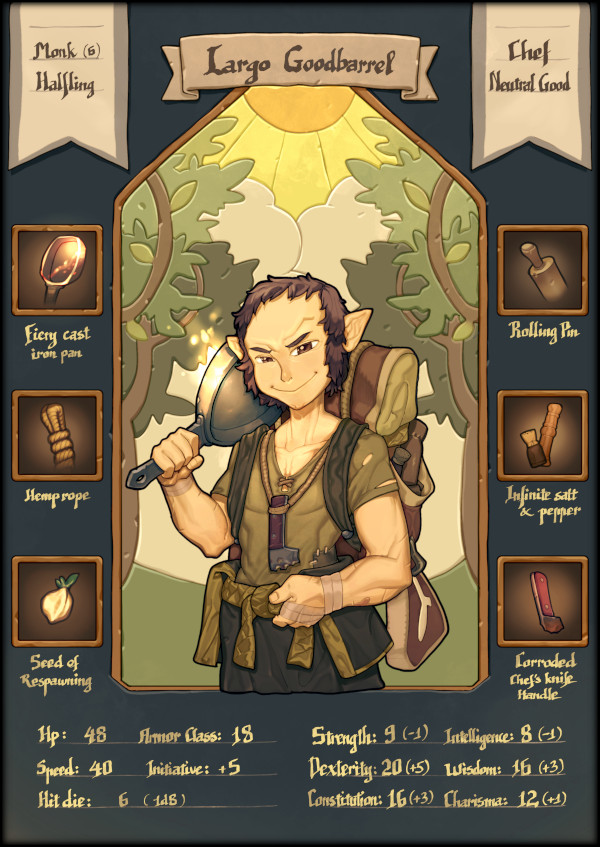 Monk (6)
Halfling
Largo Goodbarrel
Chef
Neutral Good
Fiery cast
iron pan
Rolling Pin
Hemp rope
Infinite salt
& pepper
Seed of
Respawning
Corroded
Chef's knife
Handle
Hp: 48 Armor Class: 18
Speed: 40 Initiative: +5
Hit die: 6 (1d8)
Strength: 9 (-1) Intelligence: 8 (-1)
Dexterity: 20 (+5) Wisdom: 16 (+3)
Constitution: 16 (+3) Charisma: 12 (+1)